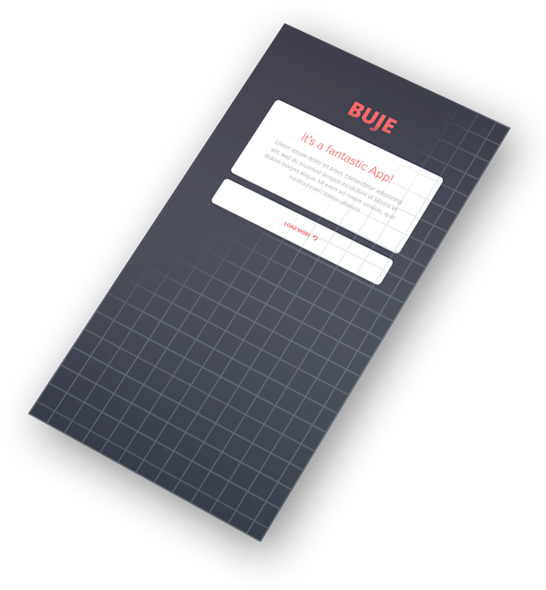 BUJE
It's a fantastic App!
Lorem ipsum dolor sit amet, consectetur adipiscing
elit, sed do eiusmod tempor incididunt ut labore et
dolore magna aliqua. Ut enim ad minim veniam, quis
nostrud exercitation ullamco.
LOAD MORE